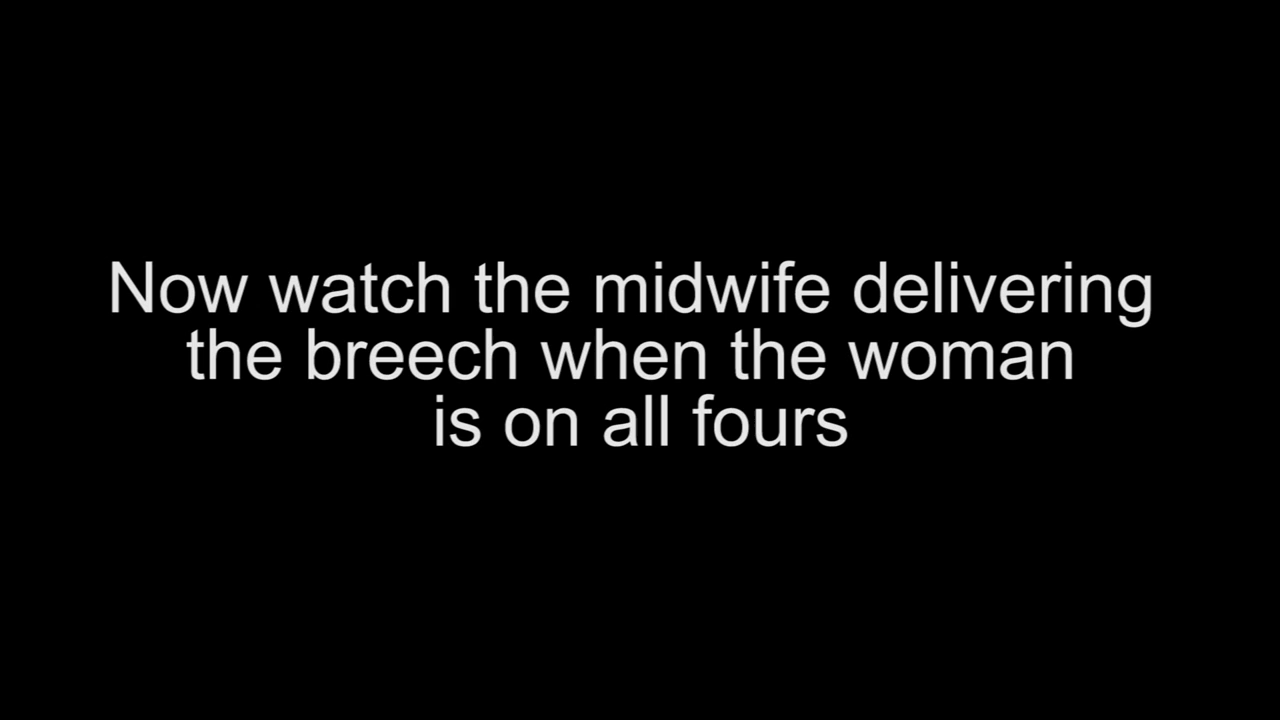 Now watch the midwife delivering
the breech when the woman
is on all fours